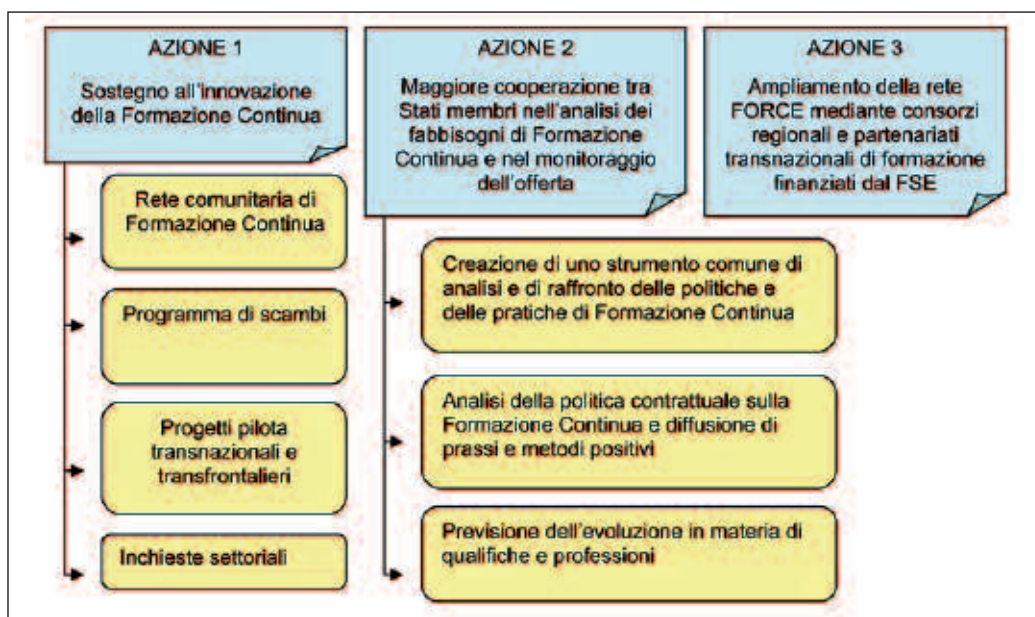 AZIONE 1
Sostegno all'innovazione
della Formazione Continua
Rete comunitaria di
Formazione Continua
Programma di scambi
Progetti pilota
transnazionali e
transfrontalieri
Inchieste settoriali
AZIONE 2
Maggiore cooperazione tra
Stati membri nell'analisi dei
fabbisogni di Formazione
Continua e nel monitoraggio
dell'offerta
Creazione di uno strumento comune di
analisi e di raffronto delle politiche e
delle pratiche di Formazione Continua
Analisi della politica contrattuale sulla
Formazione Continua e diffusione di
prassi e metodi positivi
Previsione dell'evoluzione in materia di
qualifiche e professioni
AZIONE 3
Ampliamento della rete
FORCE mediante consorzi
regionali e partenariati
transnazionali di formazione
finanziati dal FSE